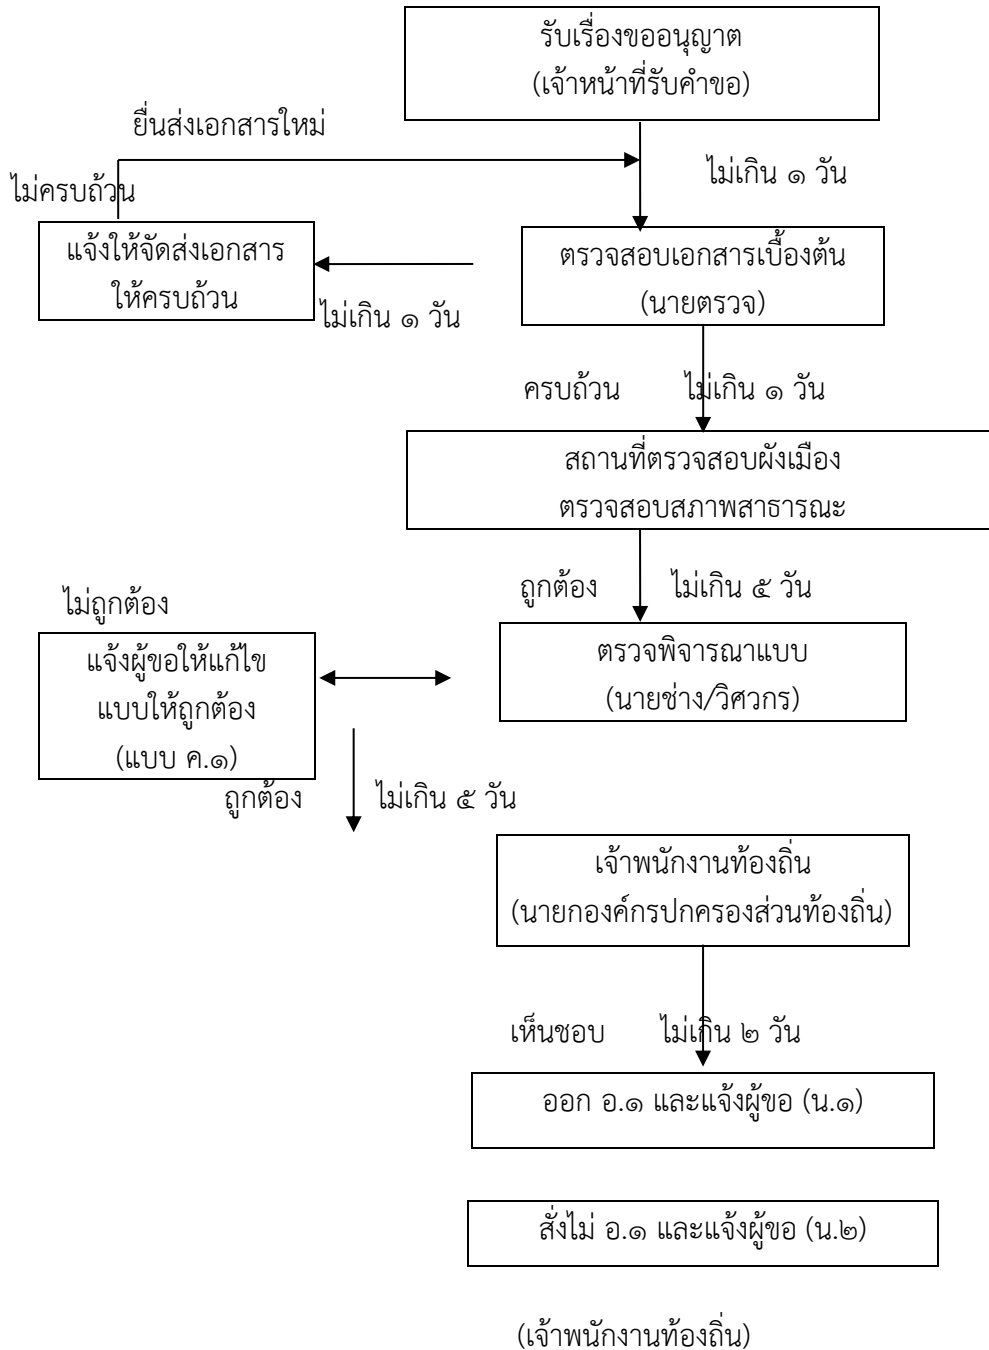 รับเรื่องขออนุญาต
(เจ้าหน้าที่รับคำขอ)
ยื่นส่งเอกสารใหม่
ไม่เกิน ๑ วัน
ไม่ครบถ้วน
แจ้งให้จัดส่งเอกสาร
ให้ครบถ้วน
ตรวจสอบเอกสารเบื้องต้น
(นายตรวจ)
ไม่เกิน ๑ วัน
ครบถ้วน
ไม่เกิน ๑ วัน
สถานที่ตรวจสอบผังเมือง
ตรวจสอบสภาพสาธารณะ
ถูกต้อง
ไม่เกิน ๕ วัน
ไม่ถูกต้อง
แจ้งผู้ขอให้แก้ไข
แบบให้ถูกต้อง
(แบบ ค.๑)
ตรวจพิจารณาแบบ
(นายช่าง/วิศวกร)
ถูกต้อง
ไม่เกิน ๕ วัน
เจ้าพนักงานท้องถิ่น
(นายกองค์กรปกครองส่วนท้องถิ่น)
เห็นชอบ
ไม่เกิน ๒ วัน
ออก อ.๑ และแจ้งผู้ขอ (น.๑)
สั่งไม่ อ.๑ และแจ้งผู้ขอ (น.๒)
(เจ้าพนักงานท้องถิ่น)